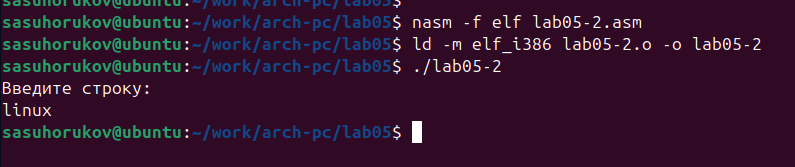 sasuhorukov@ubuntu:~/work/arch-pc/lab05$ nasm -f elf lab05-2.asm
sasuhorukov@ubuntu:~/work/arch-pc/lab05$ ld -m elf_i386 lab05-2.o -o lab05-2
sasuhorukov@ubuntu:~/work/arch-pc/lab05$ ./lab05-2
Введите строку:
linux
sasuhorukov@ubuntu:~/work/arch-pc/lab05$